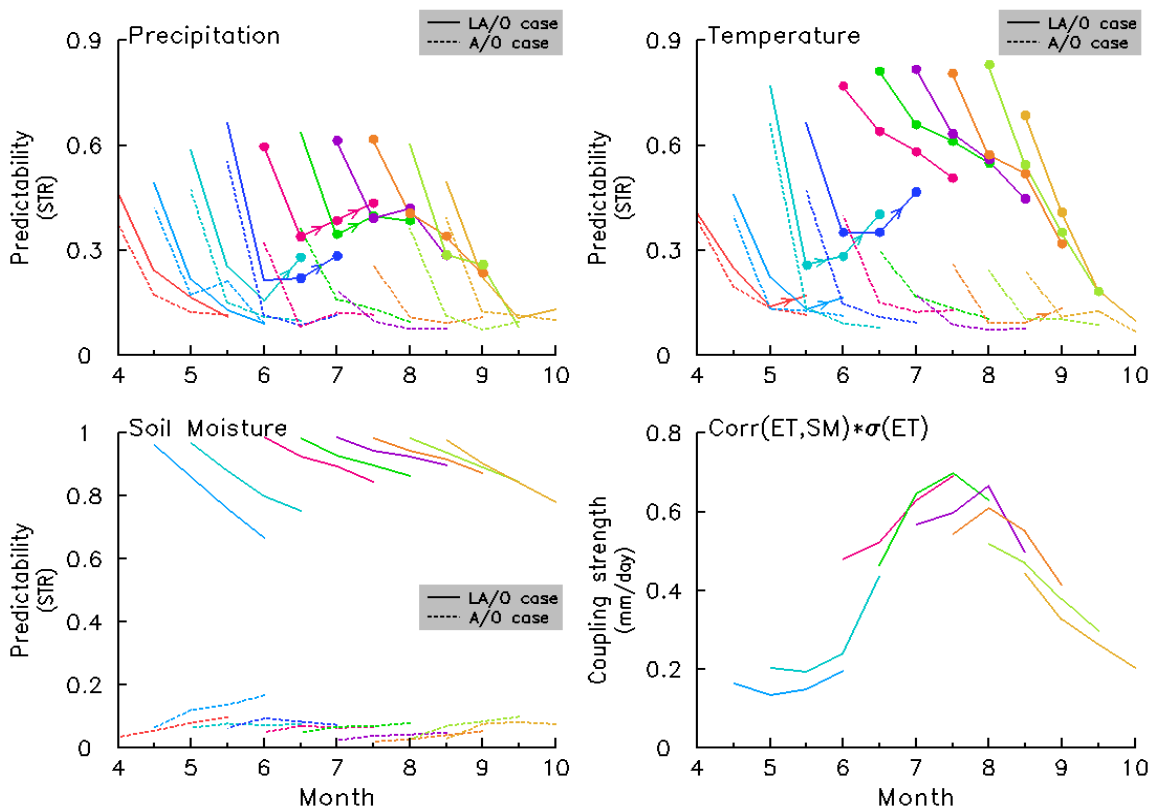 Precipitation
LA/O case
A/O case
0.9
0.6
0.3
0
Predictability
(STR)
4 5 6 7 8 9 10
Temperature
LA/O case
A/O case
0.9
0.6
0.3
0
Predictability
(STR)
4 5 6 7 8 9 10
Soil Moisture
1
0.8
0.6
0.4
0.2
0
Predictability
(STR)
LA/O case
A/O case
4 5 6 7 8 9 10
Month
Corr(ET,SM)*σ(ET)
0.8
0.6
0.4
0.2
0
Coupling strength
(mm/day)
4 5 6 7 8 9 10
Month